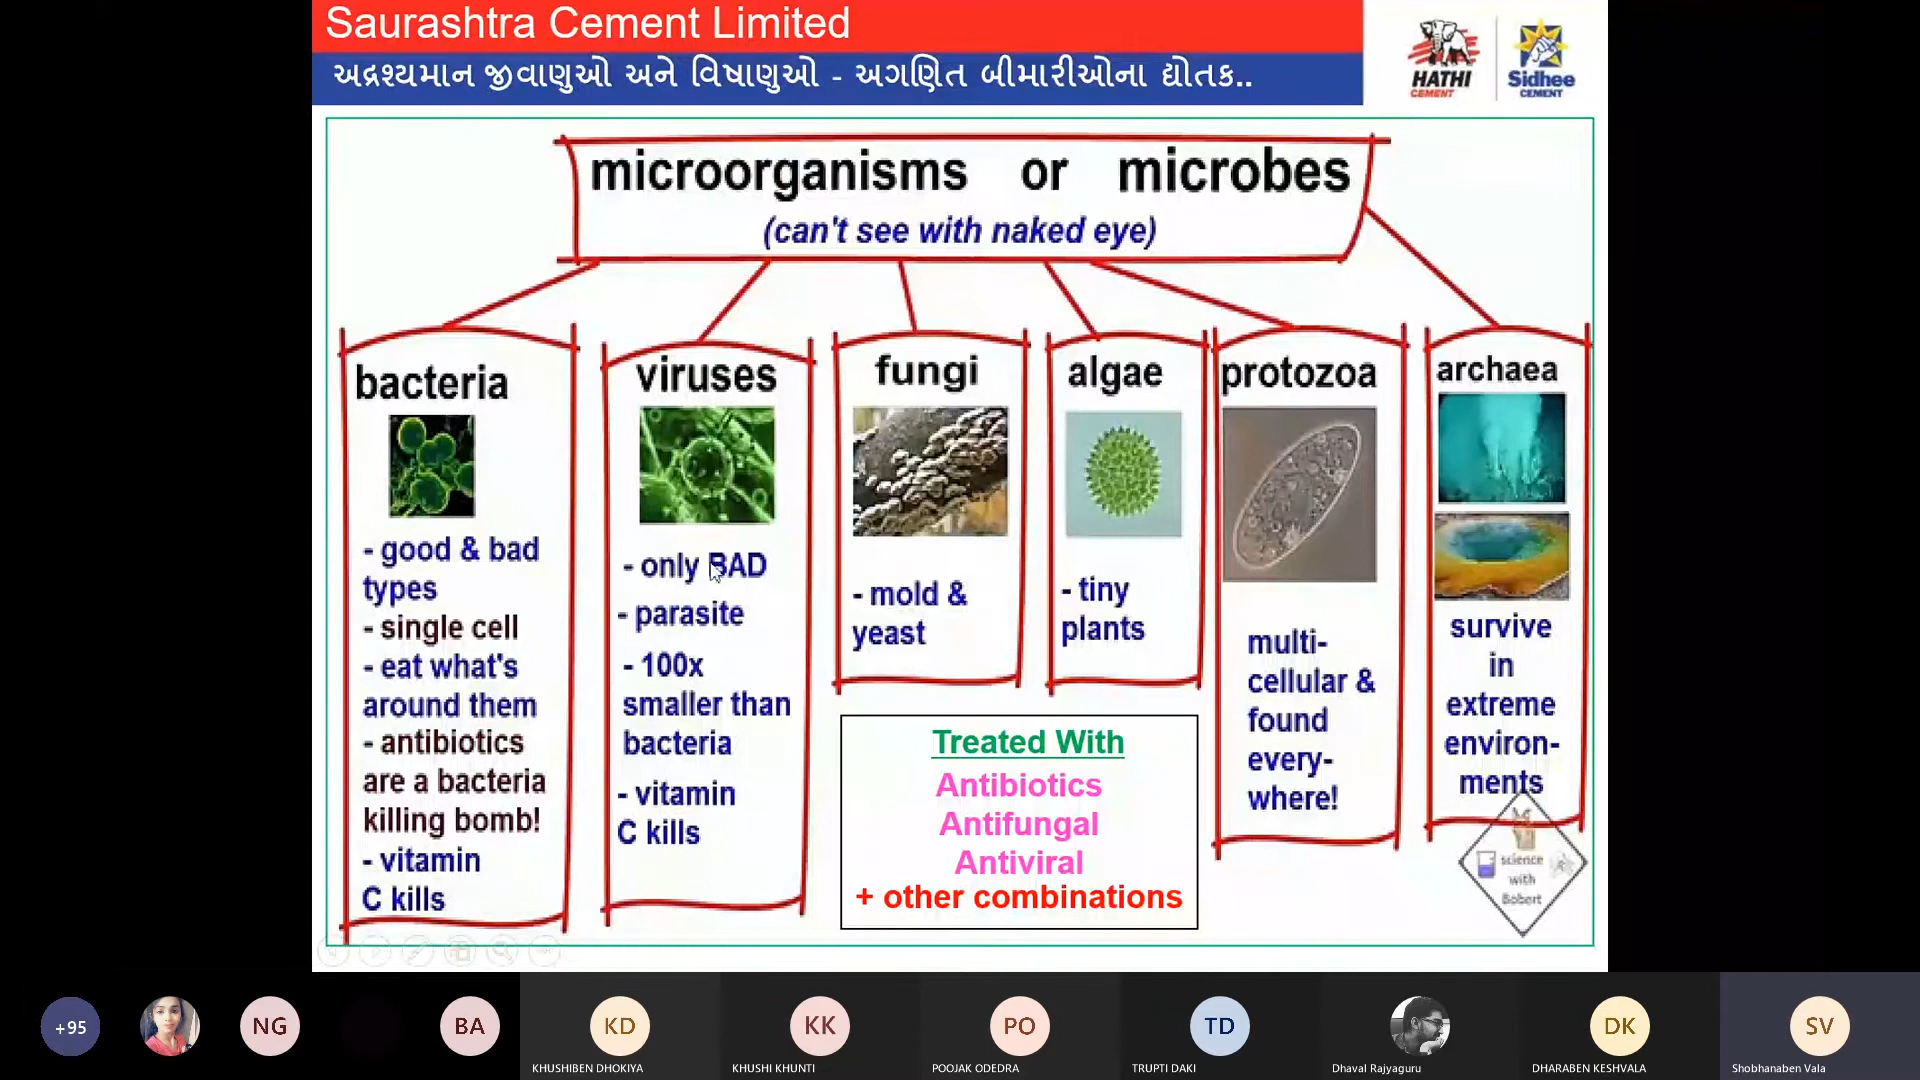 Saurashtra Cement Limited
અદ્રશ્યમાન જીવાણુઓ અને વિષાણુઓ - અગણિત બીમારીઓના દ્યોતક..
HATHI
CEMENT
Sidhee
CEMENT
microorganisms or microbes
(can't see with naked eye)
bacteria
- good & bad
types
- single cell
- eat what's
around them
- antibiotics
are a bacteria
killing bomb!
- vitamin
C kills
viruses
- only BAD
- parasite
- 100x
smaller than
bacteria
- vitamin
C kills
fungi
- mold &
yeast
algae
- tiny
plants
protozoa
multi-
cellular &
found
every-
where!
archaea
survive
in
extreme
environ-
ments
Treated With
Antibiotics
Antifungal
Antiviral
+ other combinations
science
with
Bobert
+95
NG
BA
KD
KHUSHIBEN DHOKIYA
KK
KHUSHI KHUNTI
PO
POOJAK ODEDRA
TD
TRUPTI DAKI
Dhaval Rajyaguru
DK
DHARABEN KESHVALA
SV
Shobhanaben Vala